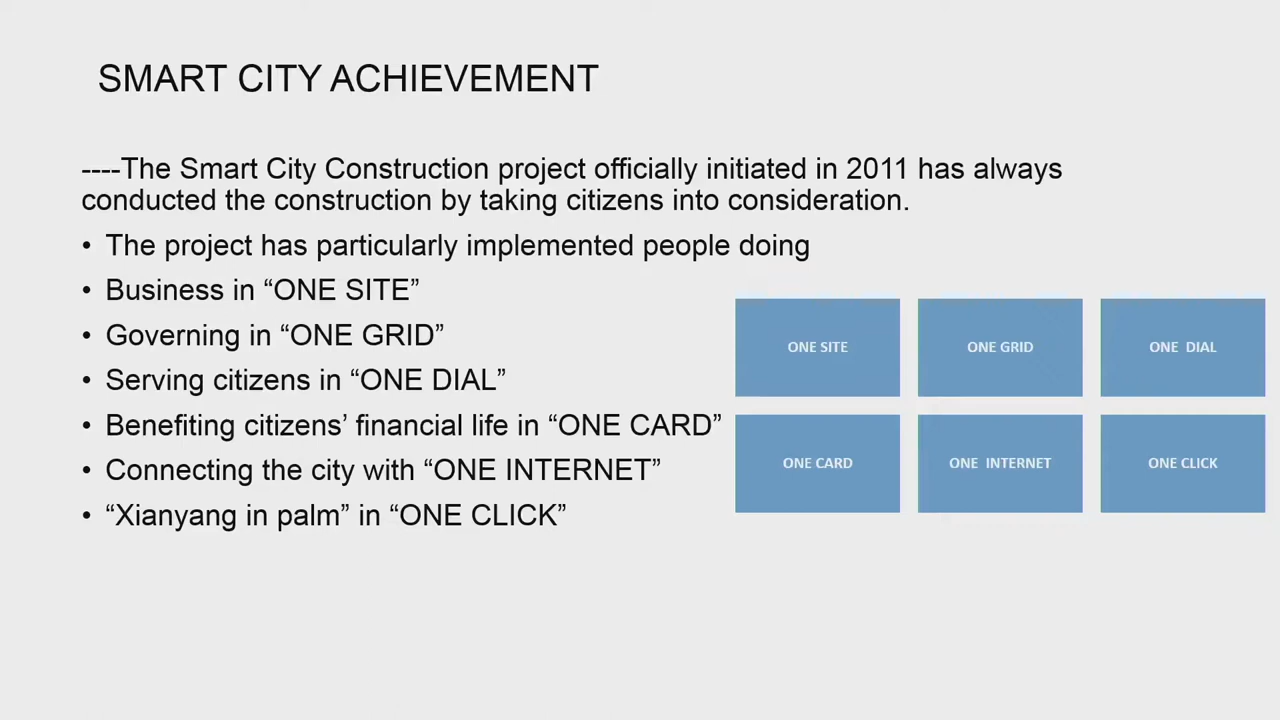 SMART CITY ACHIEVEMENT
----The Smart City Construction project officially initiated in 2011 has always
conducted the construction by taking citizens into consideration.
• The project has particularly implemented people doing
• Business in “ONE SITE”
• Governing in “ONE GRID”
• Serving citizens in “ONE DIAL”
• Benefiting citizens’ financial life in “ONE CARD”
• Connecting the city with “ONE INTERNET”
• “Xianyang in palm” in “ONE CLICK”
ONE SITE
ONE GRID
ONE DIAL
ONE CARD
ONE INTERNET
ONE CLICK